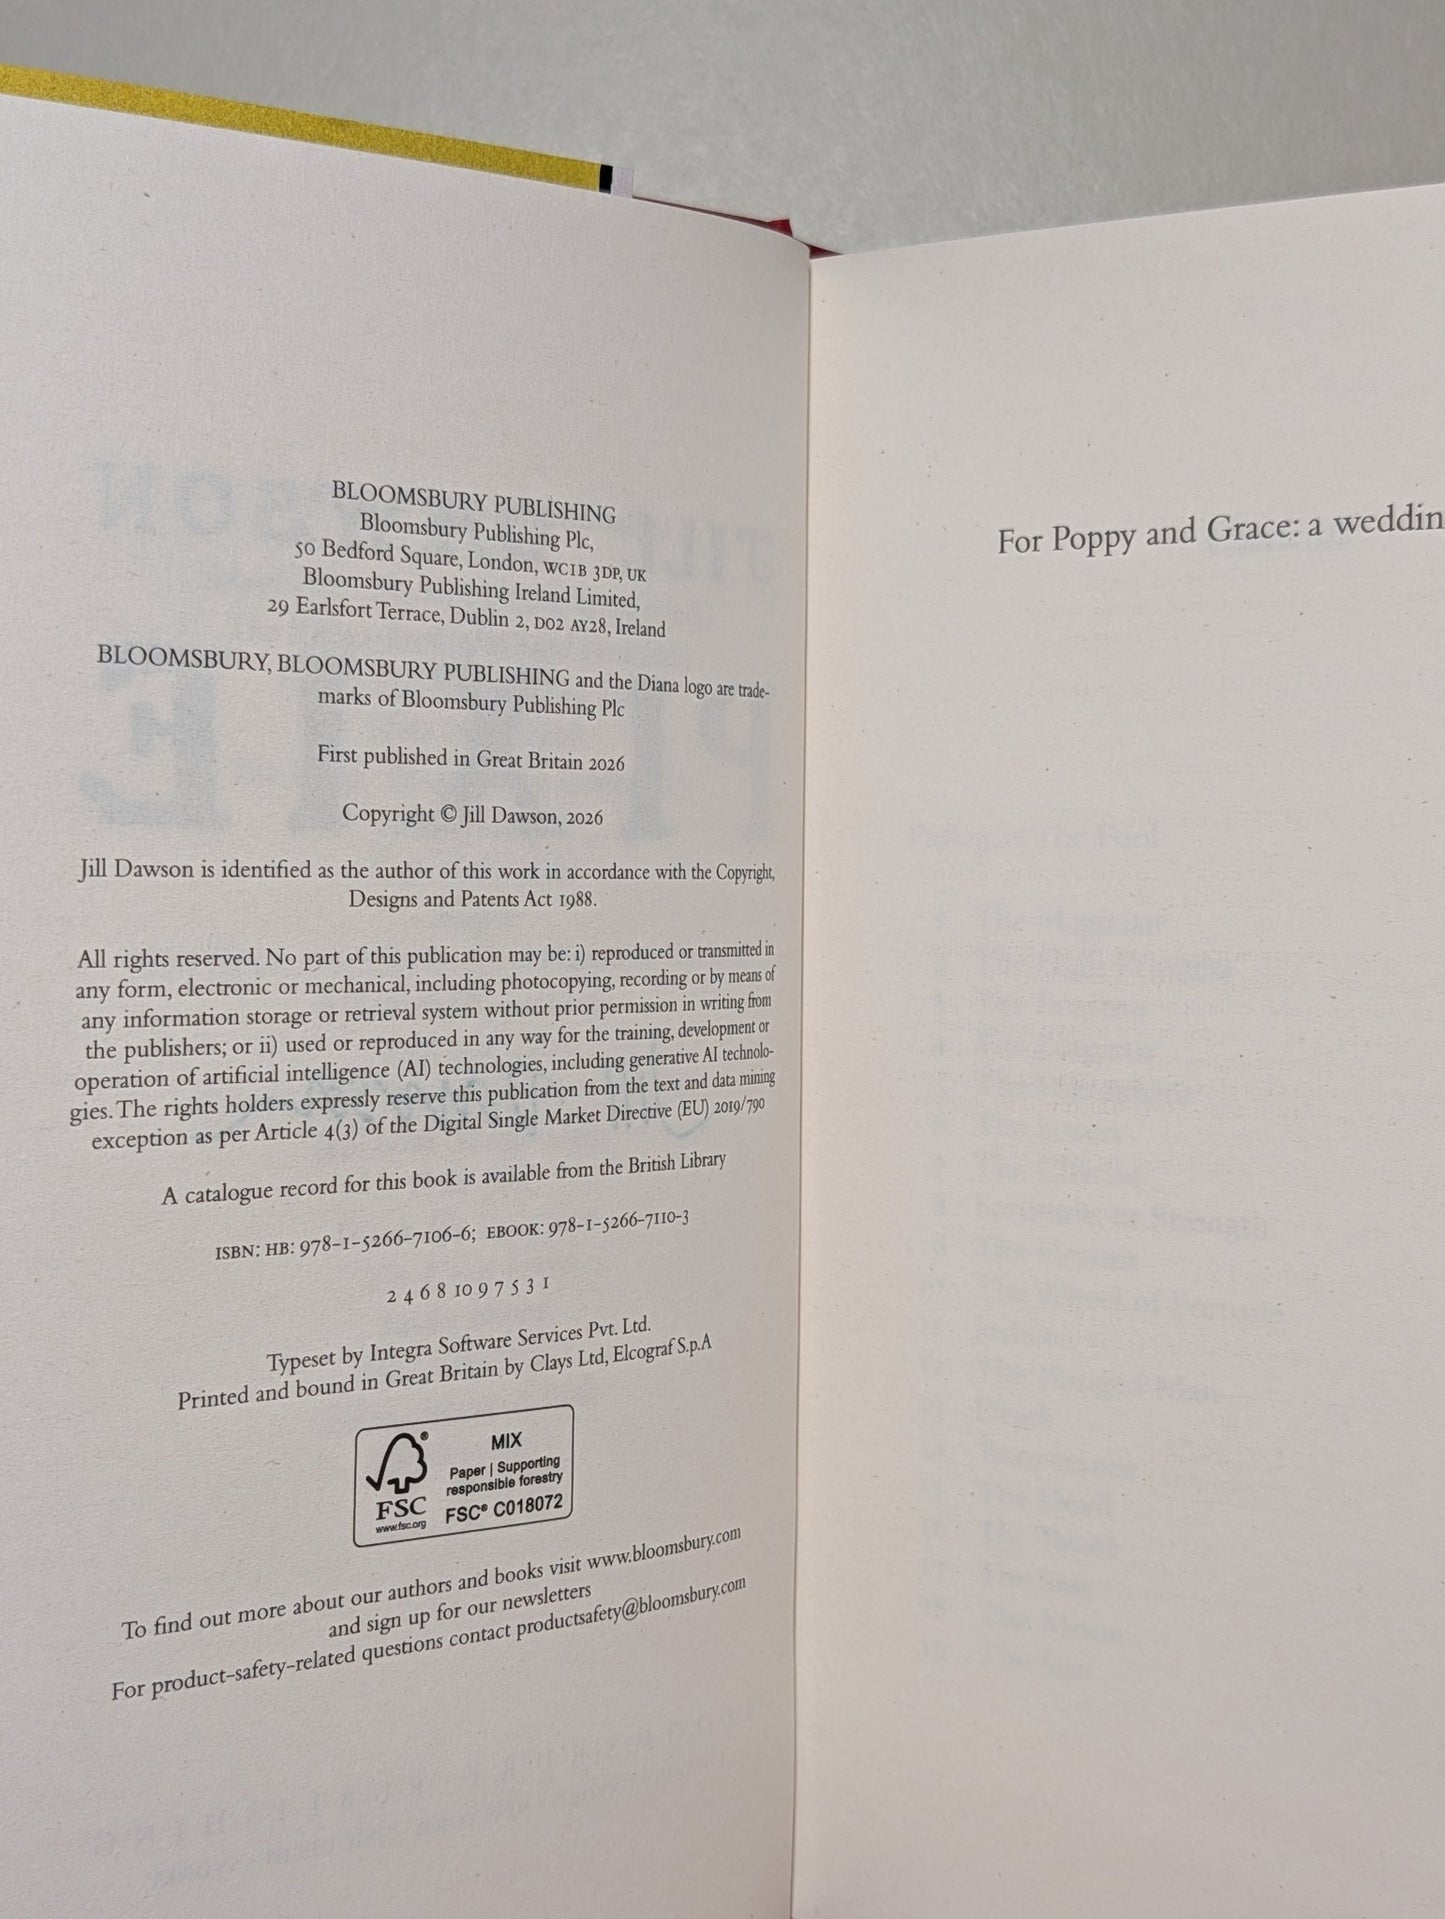 BLOOMSBURY PUBLISHING
Bloomsbury Publishing Plc,
50 Bedford Square, London, WC1B 3DP, UK
Bloomsbury Publishing Ireland Limited,
29 Earlsfort Terrace, Dublin 2, D02 AY28, Ireland
BLOOMSBURY, BLOOMSBURY PUBLISHING and the Diana logo are trade-
marks of Bloomsbury Publishing Plc
First published in Great Britain 2026
Copyright © Jill Dawson, 2026
Jill Dawson is identified as the author of this work in accordance with the Copyright,
Designs and Patents Act 1988.
All rights reserved. No part of this publication may be: i) reproduced or transmitted in
any form, electronic or mechanical, including photocopying, recording or by means of
any information storage or retrieval system without prior permission in writing from
the publishers; or ii) used or reproduced in any way for the training, development or
operation of artificial intelligence (AI) technologies, including generative AI technolo-
gies. The rights holders expressly reserve this publication from the text and data mining
exception as per Article 4(3) of the Digital Single Market Directive (EU) 2019/790
A catalogue record for this book is available from the British Library
ISBN: HB: 978-1-5266-7106-6; EBOOK: 978-1-5266-7110-3
2 4 6 8 10 9 7 5 3 1
Typeset by Integra Software Services Pvt. Ltd.
Printed and bound in Great Britain by Clays Ltd, Elcograf S.p.A
MIX
Paper | Supporting
responsible forestry
FSC® C018072
FSC
www.fsc.org
To find out more about our authors and books visit www.bloomsbury.com
and sign up for our newsletters
For product-safety-related questions contact productsafety@bloomsbury.com
For Poppy and Grace: a weddin